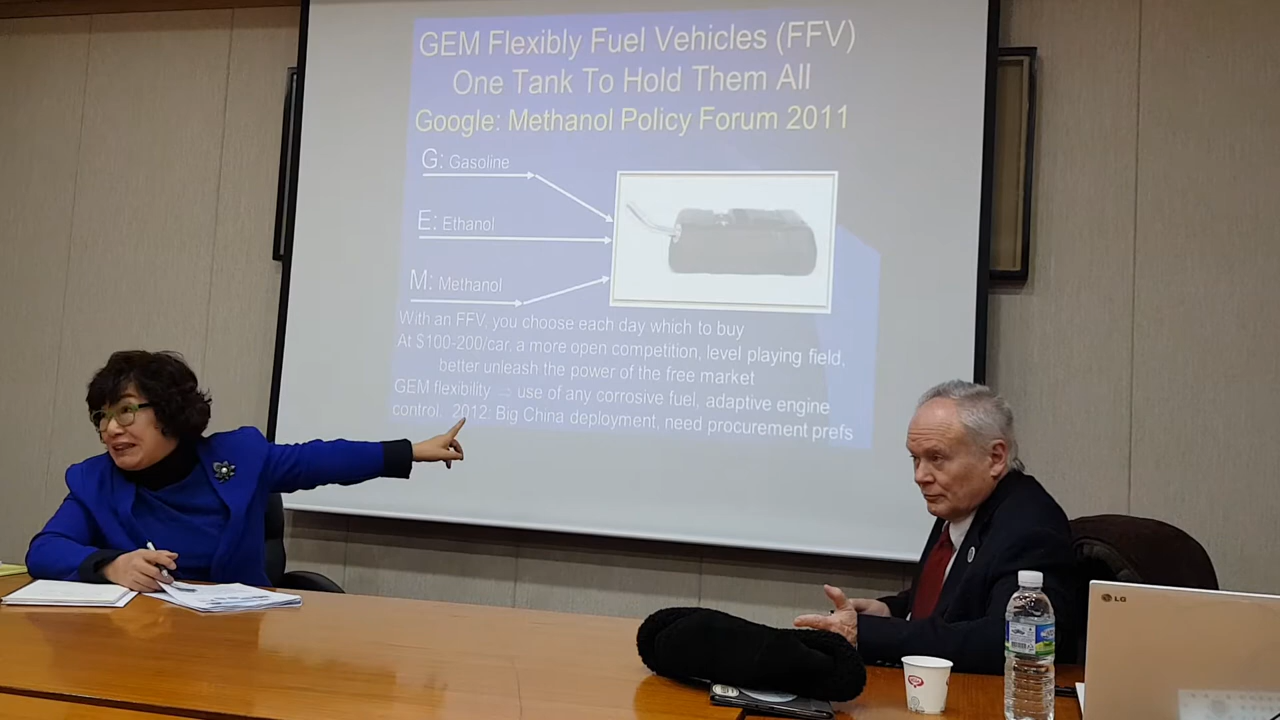 GEM Flexibly Fuel Vehicles (FFV)
One Tank To Hold Them All
Google: Methanol Policy Forum 2011
G: Gasoline
E: Ethanol
M: Methanol
With an FFV, you choose each day which to buy
At $100-200/car, a more open competition, level playing field,
better unleash the power of the free market
GEM flexibility → use of any corrosive fuel, adaptive engine
control. 2012: Big China deployment, need procurement prefs
LG